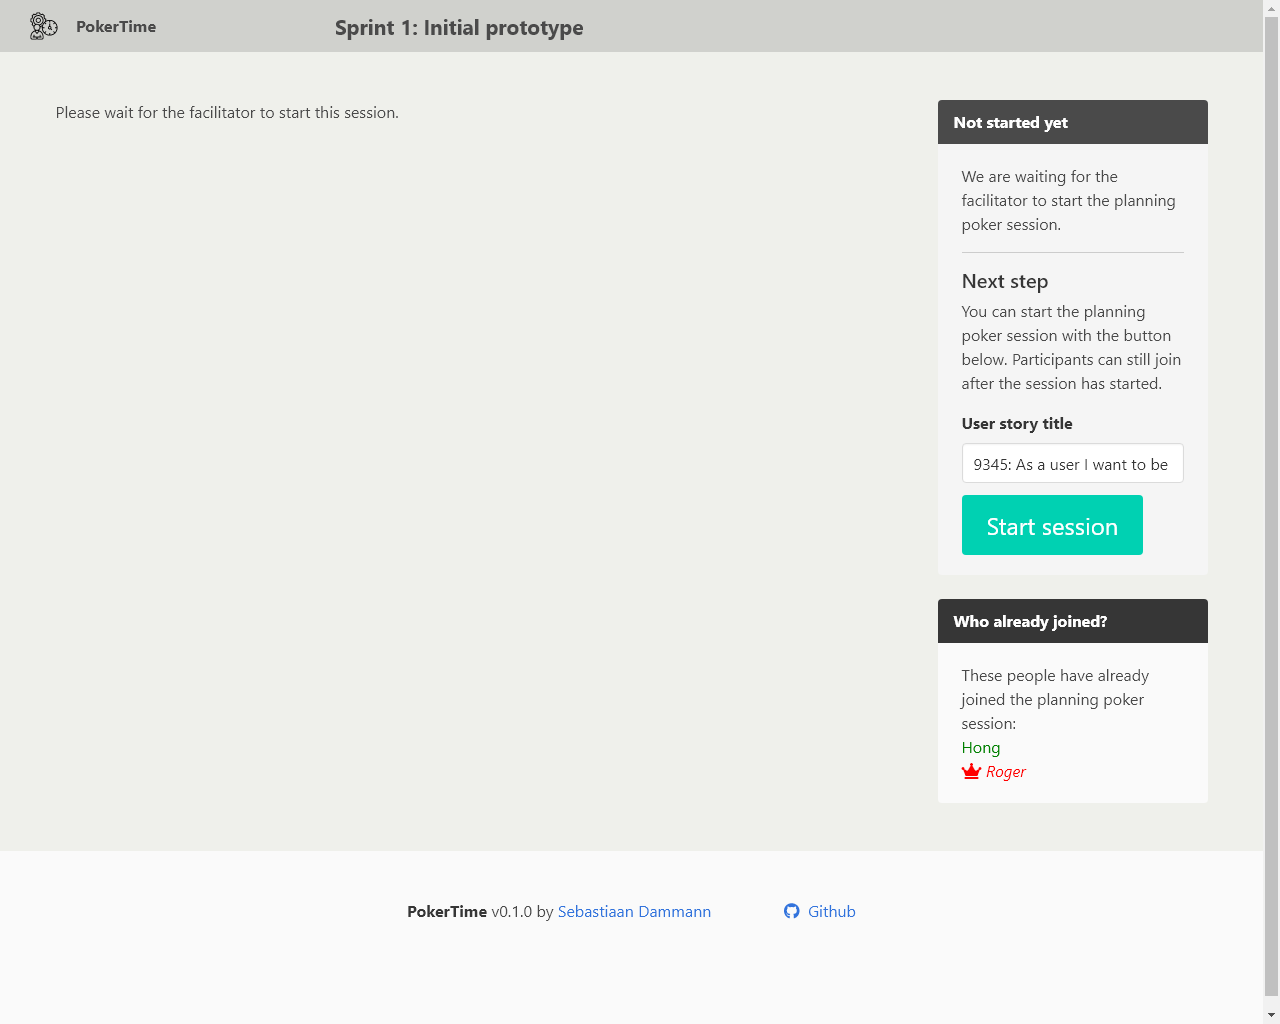 PokerTime
Sprint 1: Initial prototype
Please wait for the facilitator to start this session.
Not started yet
We are waiting for the
facilitator to start the planning
poker session.
Next step
You can start the planning
poker session with the button
below. Participants can still join
after the session has started.
User story title
9345: As a user I want to be
Start session
Who already joined?
These people have already
joined the planning poker
session:
Hong
Roger
PokerTime v0.1.0 by Sebastiaan Dammann
Github